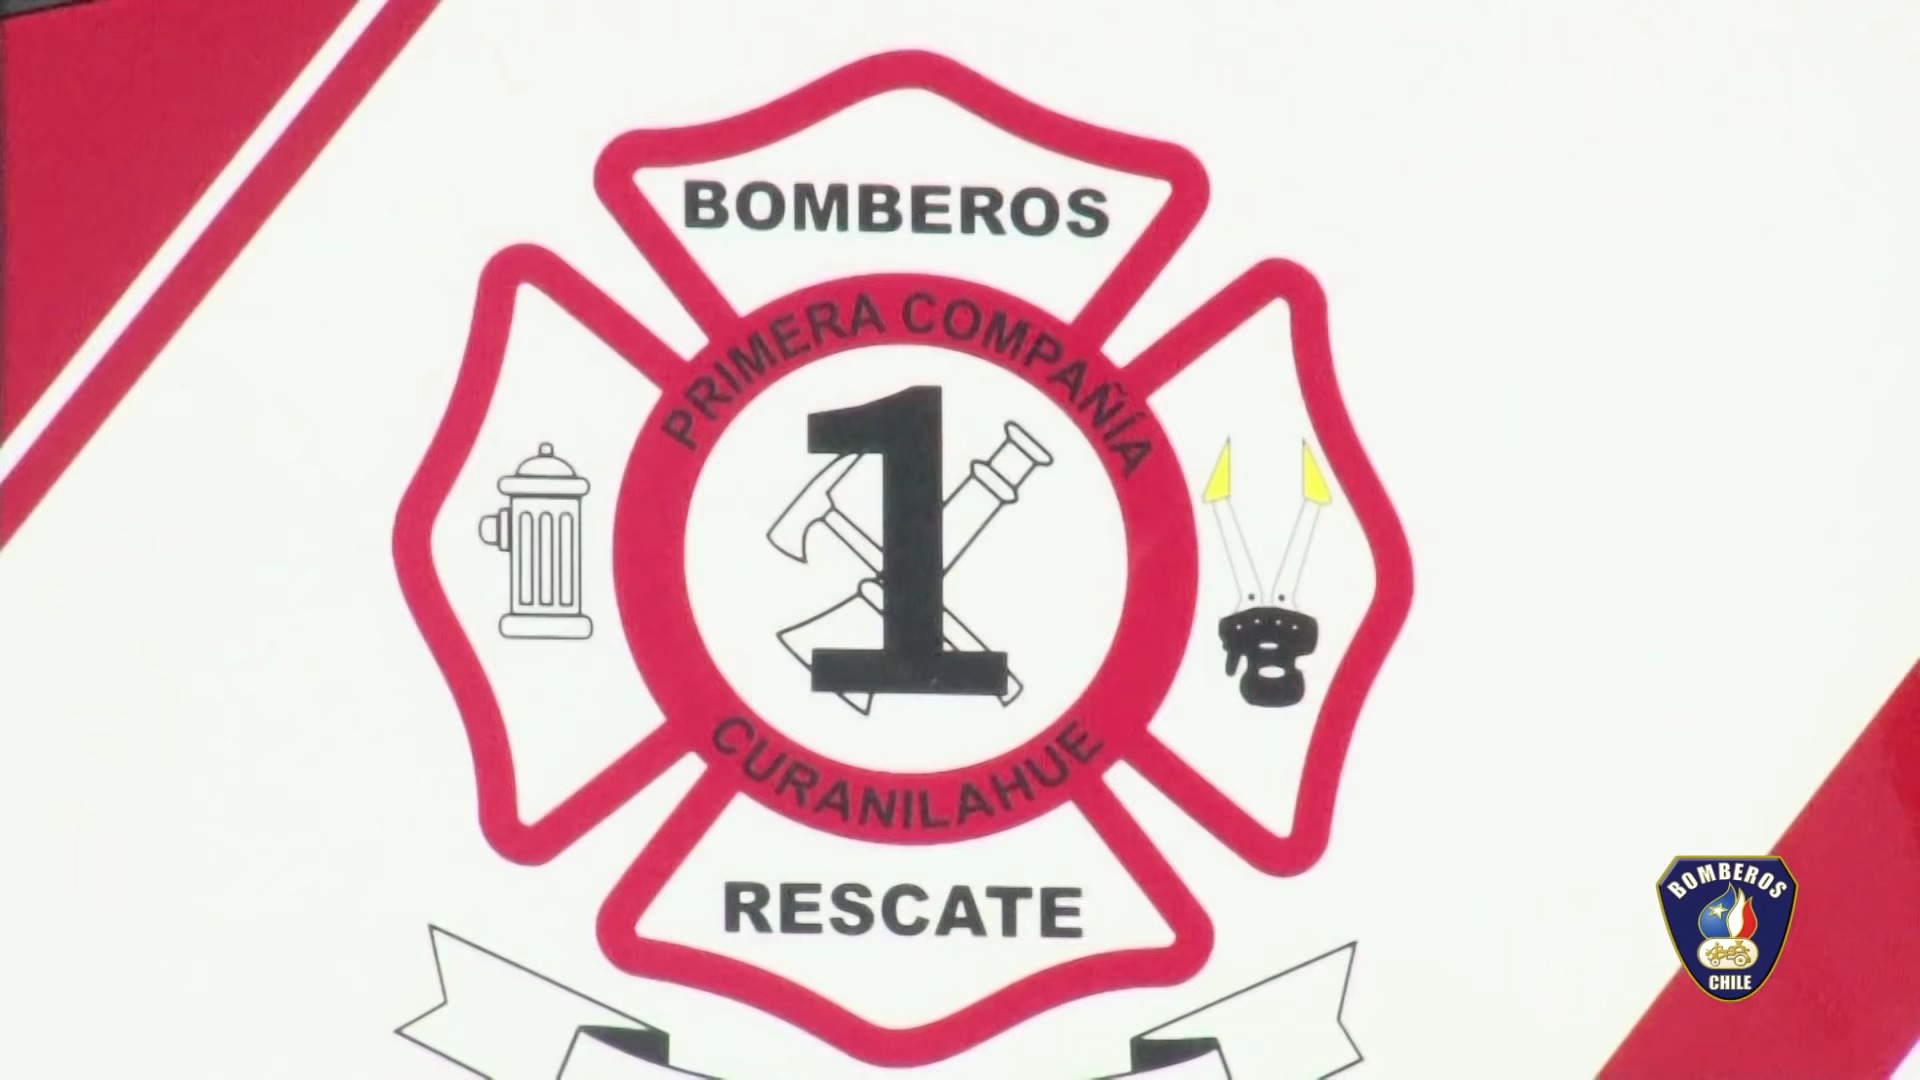 BOMBEROS
PRIMERA COMPAÑÍA
1
CURANILAHUE
RESCATE
BOMBEROS
CHILE